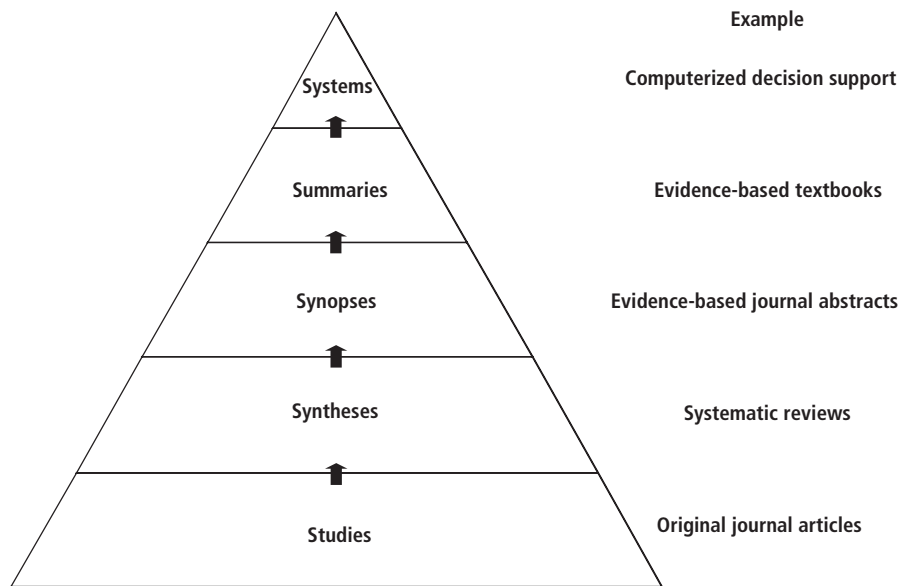 Example
Systems
Computerized decision support
Summaries
Evidence-based textbooks
Synopses
Evidence-based journal abstracts
Syntheses
Systematic reviews
Studies
Original journal articles